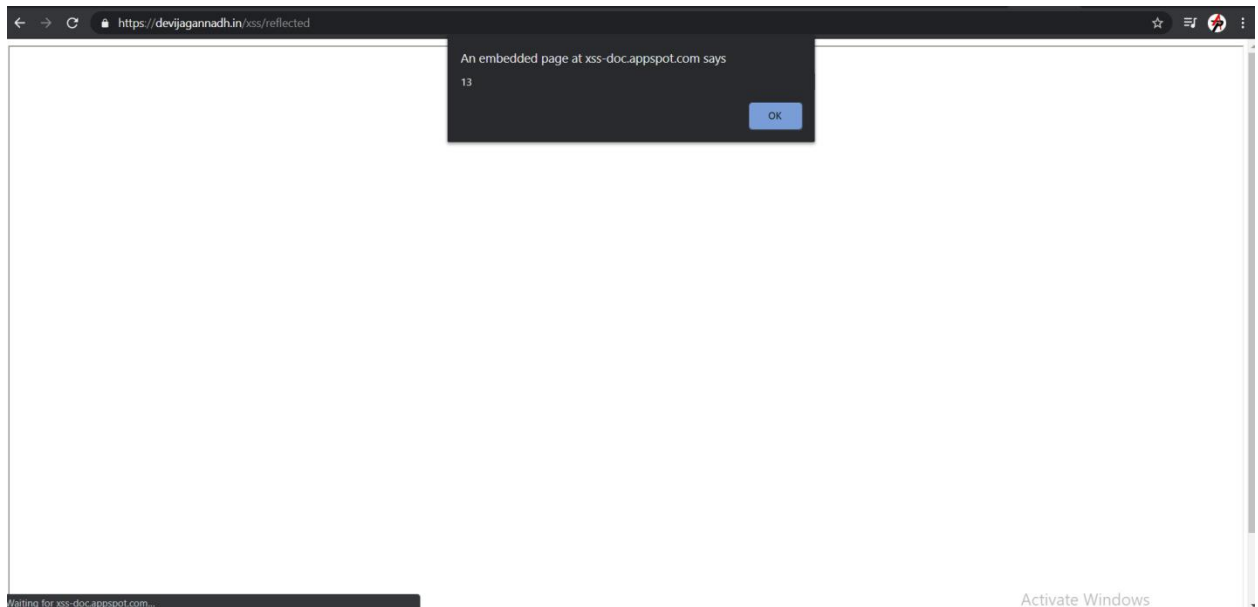 https://devijagannadh.in/xss/reflected
An embedded page at xss-doc.appspot.com says
13
OK
Waiting for xss-doc.appspot.com...
Activate Windows